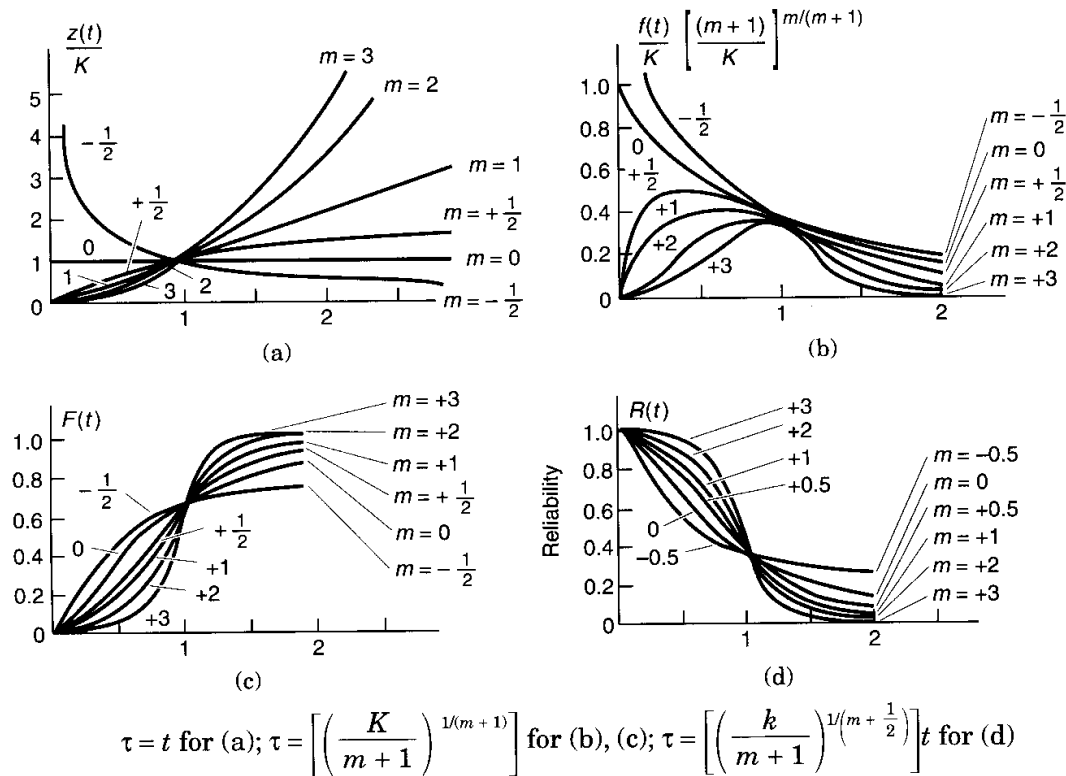 z(t)/K
5
4
3
2
1
0
−1/2
+1/2
0
1
3
2
m = 3
m = 2
m = 1
m = +1/2
m = 0
m = −1/2
1
2
(a)
f(t)/K [(m + 1)/K]^{m/(m + 1)}
1.0
0.8
0.6
0.4
0.2
0
−1/2
0
+1/2
+1
+2
+3
m = −1/2
m = 0
m = +1/2
m = +1
m = +2
m = +3
1
2
(b)
F(t)
1.0
0.8
0.6
0.4
0.2
0
−1/2
0
+1/2
+1
+2
+3
m = +3
m = +2
m = +1
m = +1/2
m = 0
m = −1/2
1
2
(c)
R(t)
Reliability
1.0
0.8
0.6
0.4
0.2
0
+3
+2
+1
+0.5
0
−0.5
m = −0.5
m = 0
m = +0.5
m = +1
m = +2
m = +3
1
2
(d)
τ = t for (a); τ = [(K/(m + 1))^{1/(m + 1)}] for (b), (c); τ = [(k/(m + 1))^{1/(m + 1/2)}]t for (d)